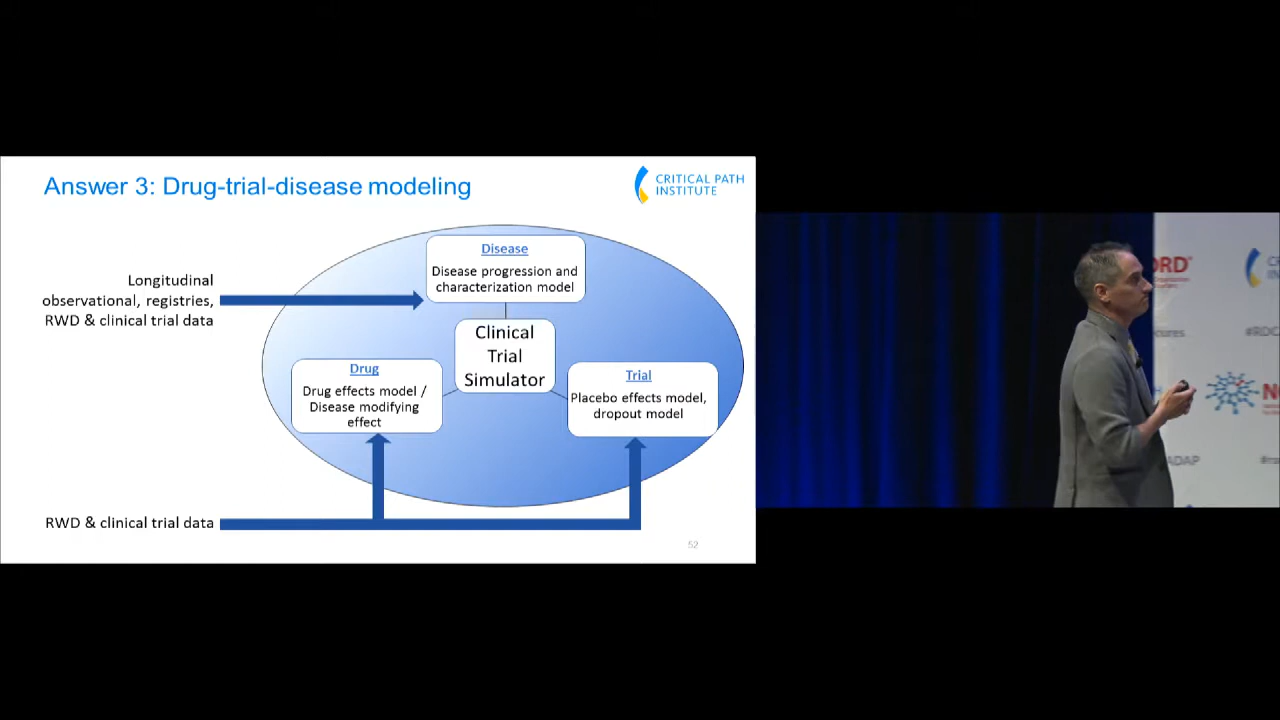 Answer 3: Drug-trial-disease modeling
CRITICAL PATH
INSTITUTE
Disease
Disease progression and
characterization model
Longitudinal
observational, registries,
RWD & clinical trial data
Clinical
Trial
Simulator
Drug
Drug effects model /
Disease modifying
effect
Trial
Placebo effects model,
dropout model
RWD & clinical trial data
52